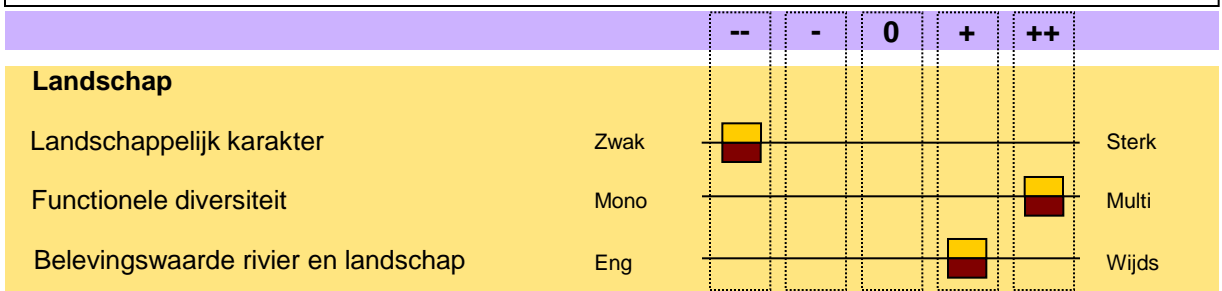 -- - 0 + ++
Landschap
Landschappelijk karakter Zwak Sterk
Functionele diversiteit Mono Multi
Belevingswaarde rivier en landschap Eng Wijds